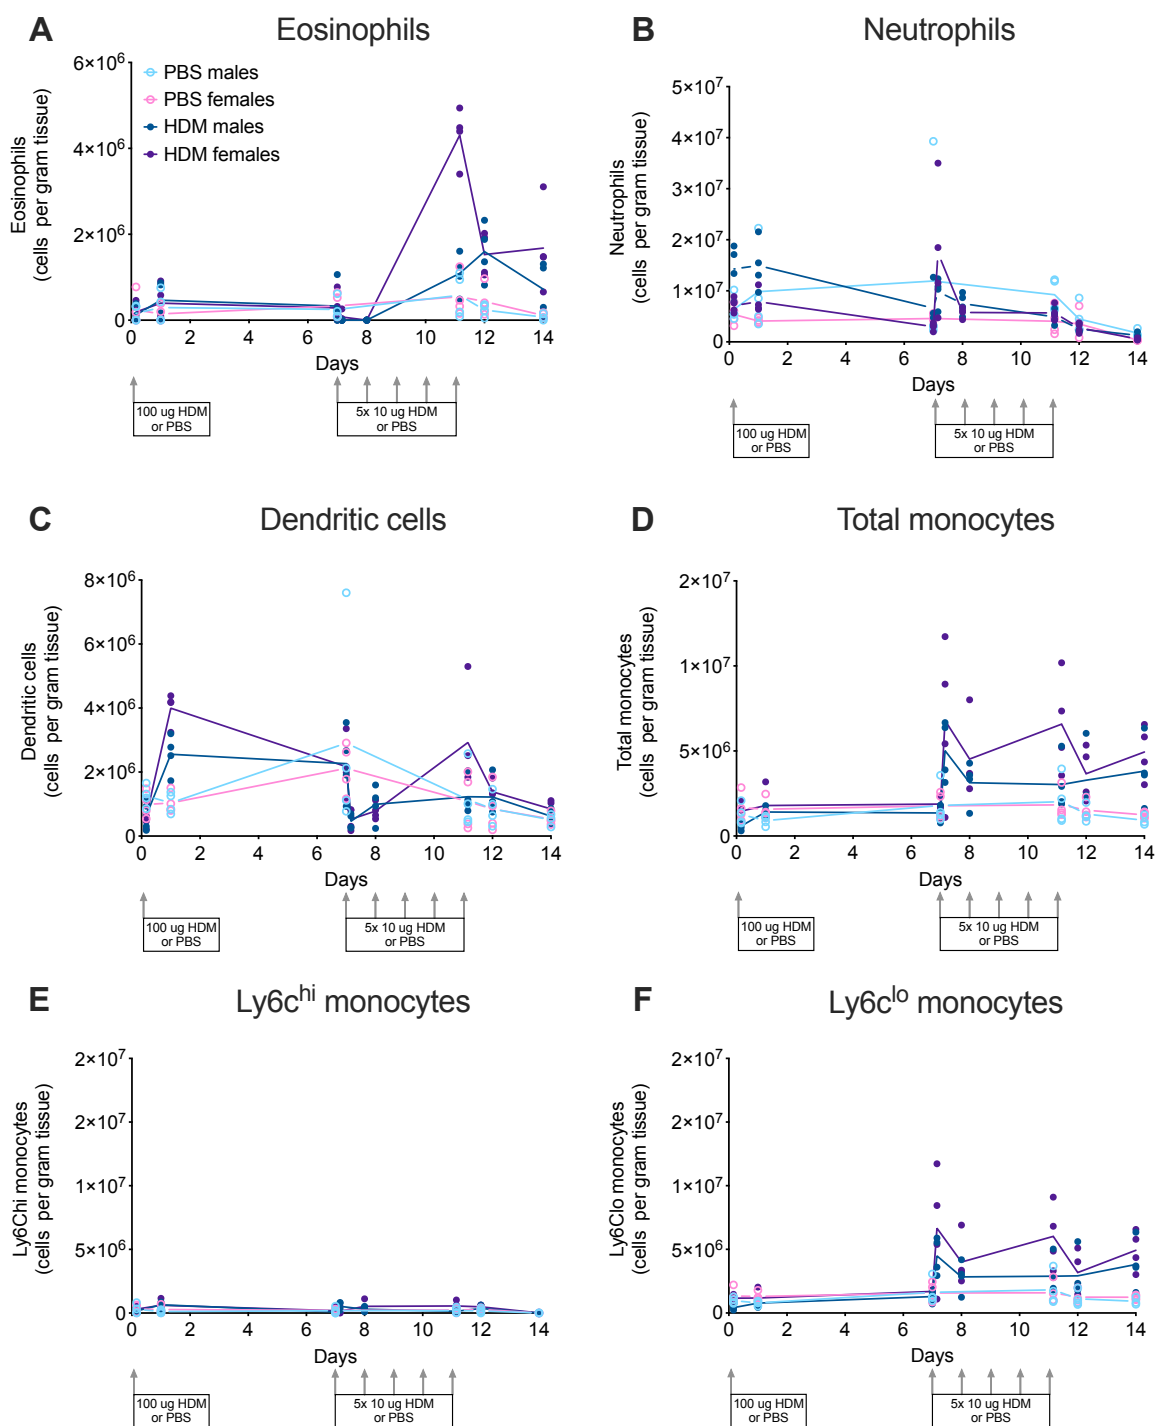 A Eosinophils
Eosinophils
(cells per gram tissue)
6×10⁶
4×10⁶
2×10⁶
0
PBS males
PBS females
HDM males
HDM females
0 2 4 6 8 10 12 14
Days
100 ug HDM
or PBS
5x 10 ug HDM
or PBS
B Neutrophils
Neutrophils
(cells per gram tissue)
5×10⁷
4×10⁷
3×10⁷
2×10⁷
1×10⁷
0
0 2 4 6 8 10 12 14
Days
100 ug HDM
or PBS
5x 10 ug HDM
or PBS
C Dendritic cells
Dendritic cells
(cells per gram tissue)
8×10⁶
6×10⁶
4×10⁶
2×10⁶
0
0 2 4 6 8 10 12 14
Days
100 ug HDM
or PBS
5x 10 ug HDM
or PBS
D Total monocytes
Total monocytes
(cells per gram tissue)
2×10⁷
1×10⁷
5×10⁶
0
0 2 4 6 8 10 12 14
Days
100 ug HDM
or PBS
5x 10 ug HDM
or PBS
E Ly6cʰⁱ monocytes
Ly6Chi monocytes
(cells per gram tissue)
2×10⁷
2×10⁷
1×10⁷
5×10⁶
0
0 2 4 6 8 10 12 14
Days
100 ug HDM
or PBS
5x 10 ug HDM
or PBS
F Ly6cˡᵒ monocytes
Ly6Clo monocytes
(cells per gram tissue)
2×10⁷
2×10⁷
1×10⁷
5×10⁶
0
0 2 4 6 8 10 12 14
Days
100 ug HDM
or PBS
5x 10 ug HDM
or PBS